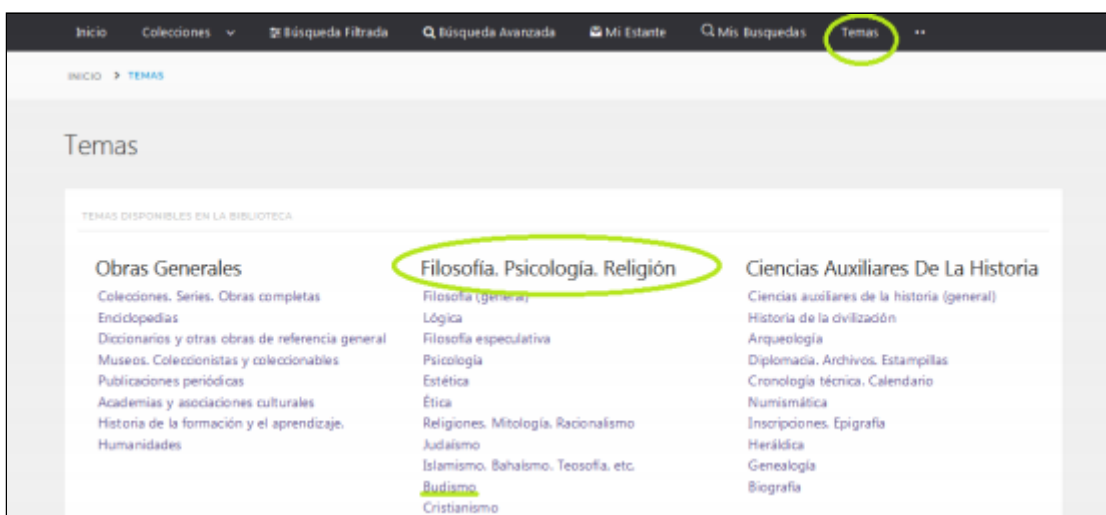 Inicio Colecciones Búsqueda Filtrada Búsqueda Avanzada Mi Estante Mis Busquedas Temas ••
INICIO > TEMAS
Temas
TEMAS DISPONIBLES EN LA BIBLIOTECA
Obras Generales
Colecciones. Series. Obras completas
Enciclopedias
Diccionarios y otras obras de referencia general
Museos. Coleccionistas y coleccionables
Publicaciones periódicas
Academias y asociaciones culturales
Historia de la formación y el aprendizaje.
Humanidades
Filosofía. Psicología. Religión
Filosofía (general)
Lógica
Filosofía especulativa
Psicología
Estética
Ética
Religiones. Mitología. Racionalismo
Judaísmo
Islamismo. Bahaísmo. Teosofía. etc.
Budismo
Cristianismo
Ciencias Auxiliares De La Historia
Ciencias auxiliares de la historia (general)
Historia de la civilización
Arqueología
Diplomacia. Archivos. Estampillas
Cronología técnica. Calendario
Numismática
Inscripciones. Epigrafía
Heráldica
Genealogía
Biografía